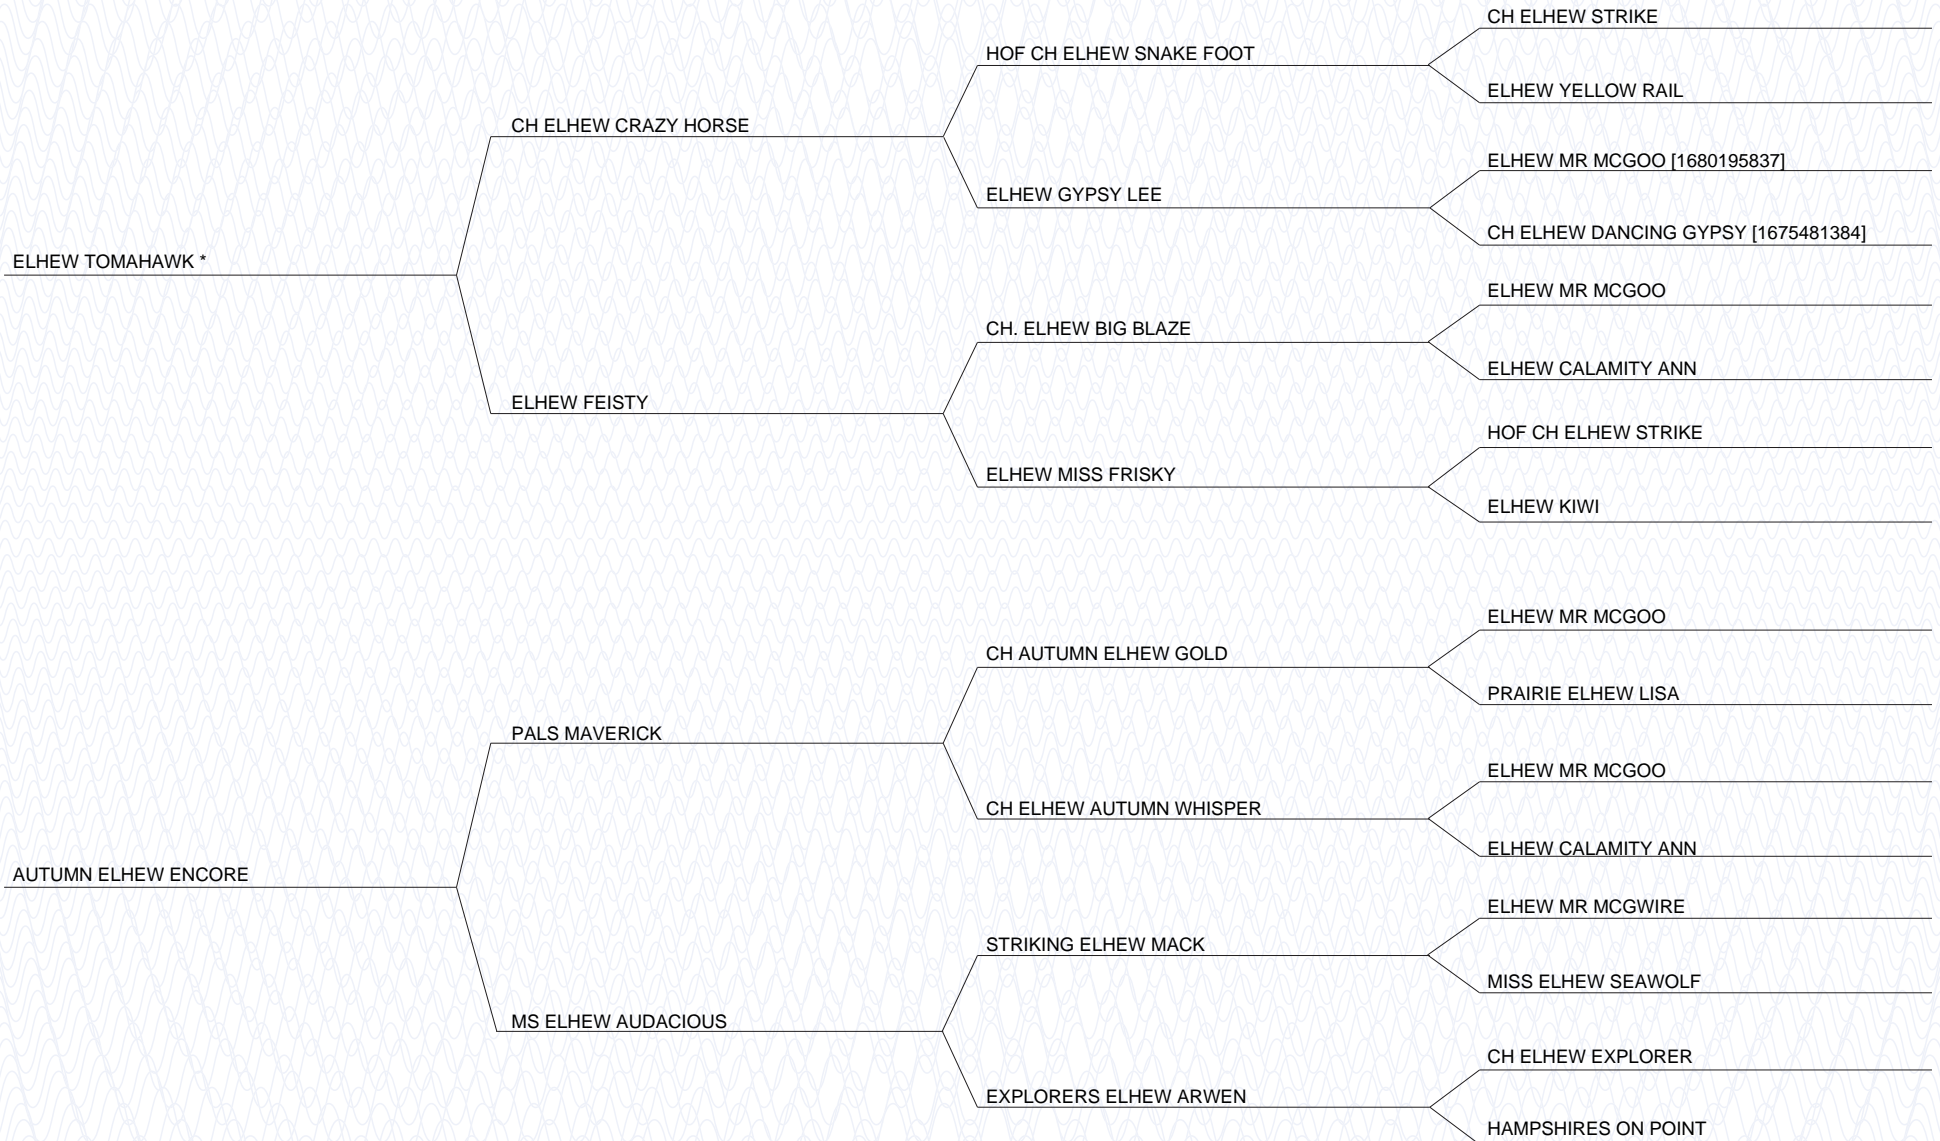 CH ELHEW STRIKE
HOF CH ELHEW SNAKE FOOT
ELHEW YELLOW RAIL
CH ELHEW CRAZY HORSE
ELHEW MR MCGOO [1680195837]
ELHEW GYPSY LEE
CH ELHEW DANCING GYPSY [1675481384]
ELHEW TOMAHAWK *
ELHEW MR MCGOO
CH. ELHEW BIG BLAZE
ELHEW CALAMITY ANN
ELHEW FEISTY
HOF CH ELHEW STRIKE
ELHEW MISS FRISKY
ELHEW KIWI
ELHEW MR MCGOO
CH AUTUMN ELHEW GOLD
PRAIRIE ELHEW LISA
PALS MAVERICK
ELHEW MR MCGOO
CH ELHEW AUTUMN WHISPER
ELHEW CALAMITY ANN
AUTUMN ELHEW ENCORE
ELHEW MR MCGWIRE
STRIKING ELHEW MACK
MISS ELHEW SEAWOLF
MS ELHEW AUDACIOUS
CH ELHEW EXPLORER
EXPLORERS ELHEW ARWEN
HAMPSHIRES ON POINT